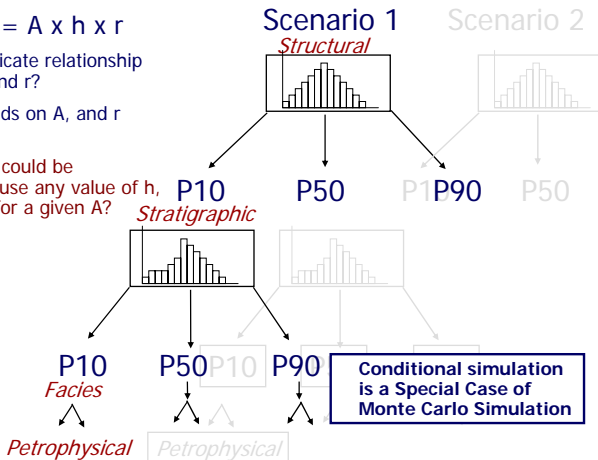 = A x h x r
Scenario 1
Scenario 2
Structural
icate relationship
nd r?
ds on A, and r
could be
use any value of h,
for a given A?
P10
P50
P90
P50
Stratigraphic
P10
P50
P10
P90
Conditional simulation
is a Special Case of
Monte Carlo Simulation
Facies
Petrophysical
Petrophysical